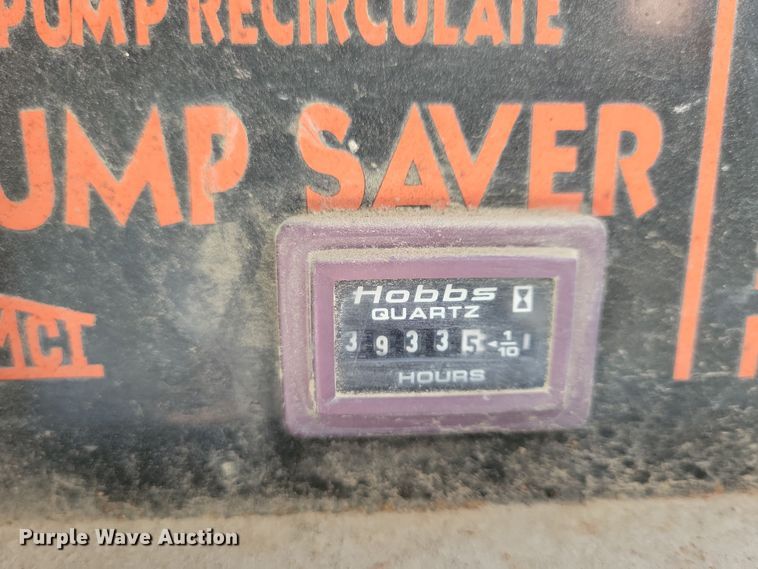 PUMP RECIRCULATE
UMP SAVER
MCI
Hobbs
QUARTZ
3 9 3 3 5 ◄ 1/10
HOURS
Purple Wave Auction